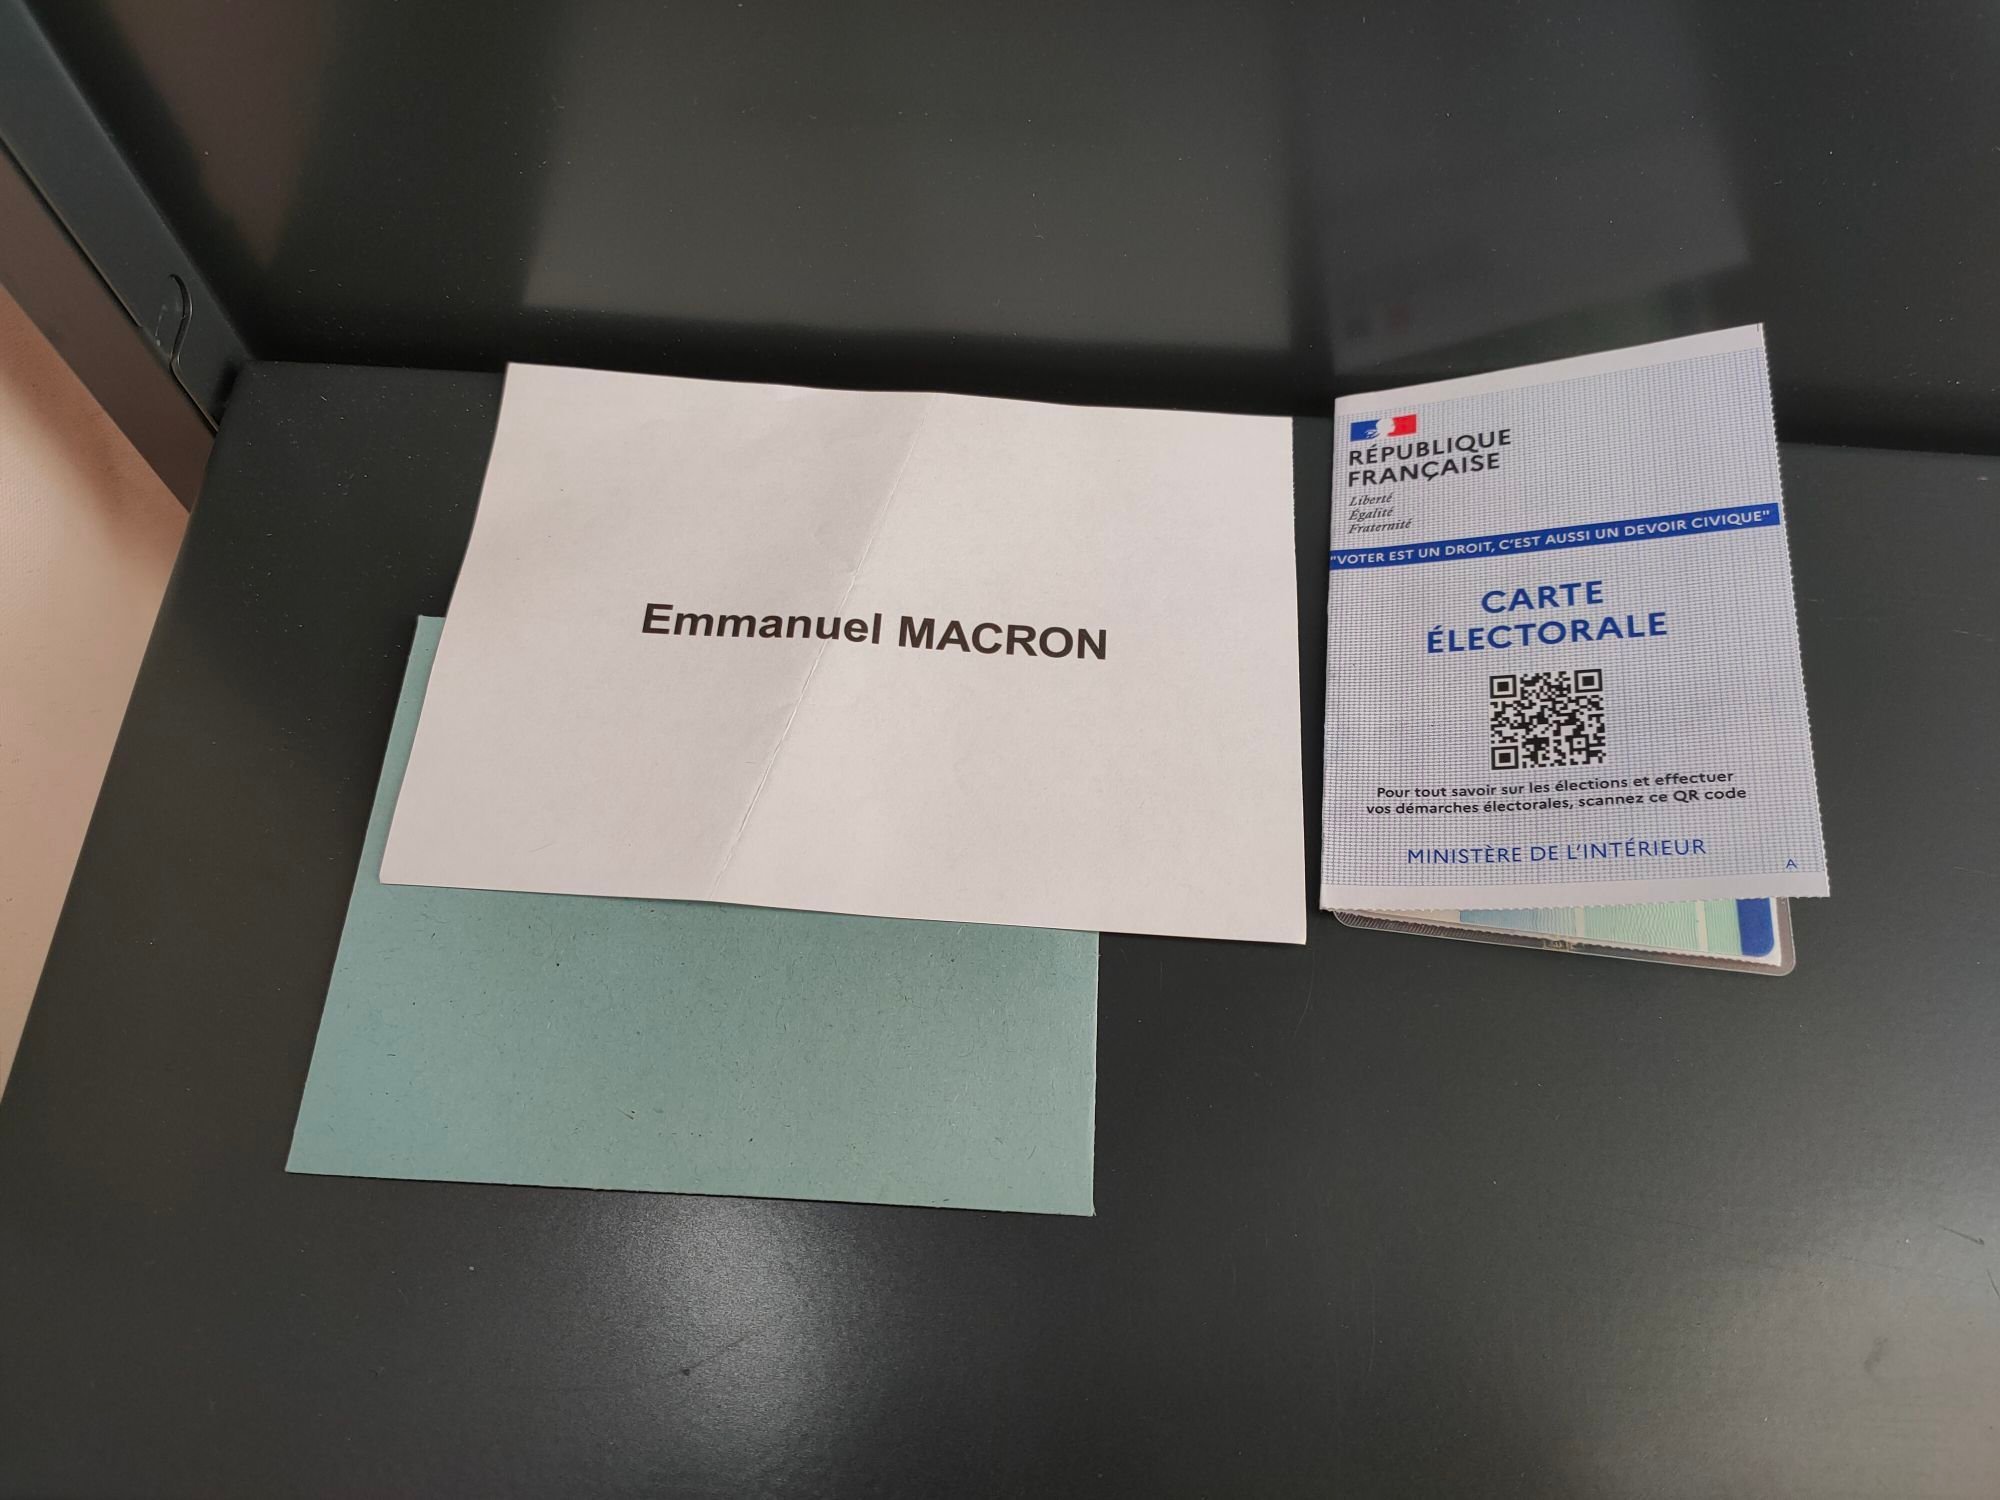 Emmanuel MACRON
RÉPUBLIQUE
FRANÇAISE
Liberté
Égalité
Fraternité
"VOTER EST UN DROIT, C'EST AUSSI UN DEVOIR CIVIQUE"
CARTE
ÉLECTORALE
Pour tout savoir sur les élections et effectuer
vos démarches électorales, scannez ce QR code
MINISTÈRE DE L'INTÉRIEUR
A